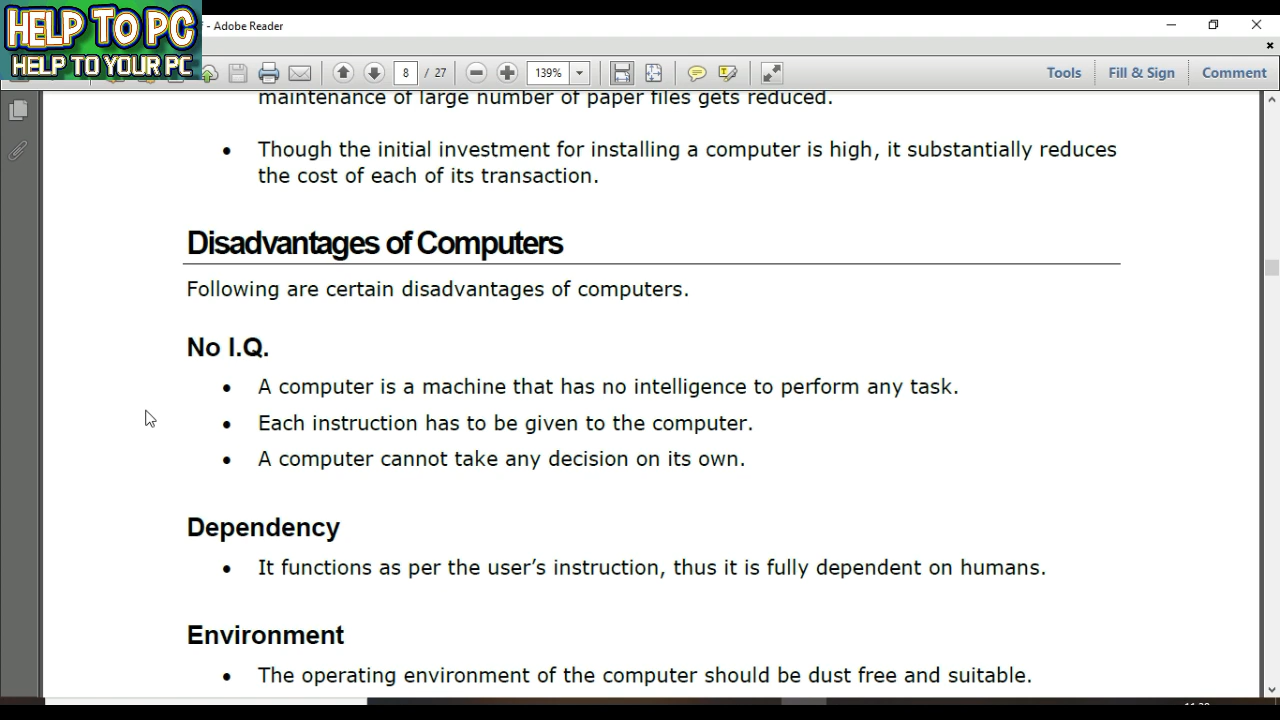 HELP TO PC
HELP TO YOUR PC
- Adobe Reader
8 / 27
139%
Tools
Fill & Sign
Comment
maintenance of large number of paper files gets reduced.
• Though the initial investment for installing a computer is high, it substantially reduces
the cost of each of its transaction.
Disadvantages of Computers
Following are certain disadvantages of computers.
No I.Q.
• A computer is a machine that has no intelligence to perform any task.
• Each instruction has to be given to the computer.
• A computer cannot take any decision on its own.
Dependency
• It functions as per the user’s instruction, thus it is fully dependent on humans.
Environment
• The operating environment of the computer should be dust free and suitable.